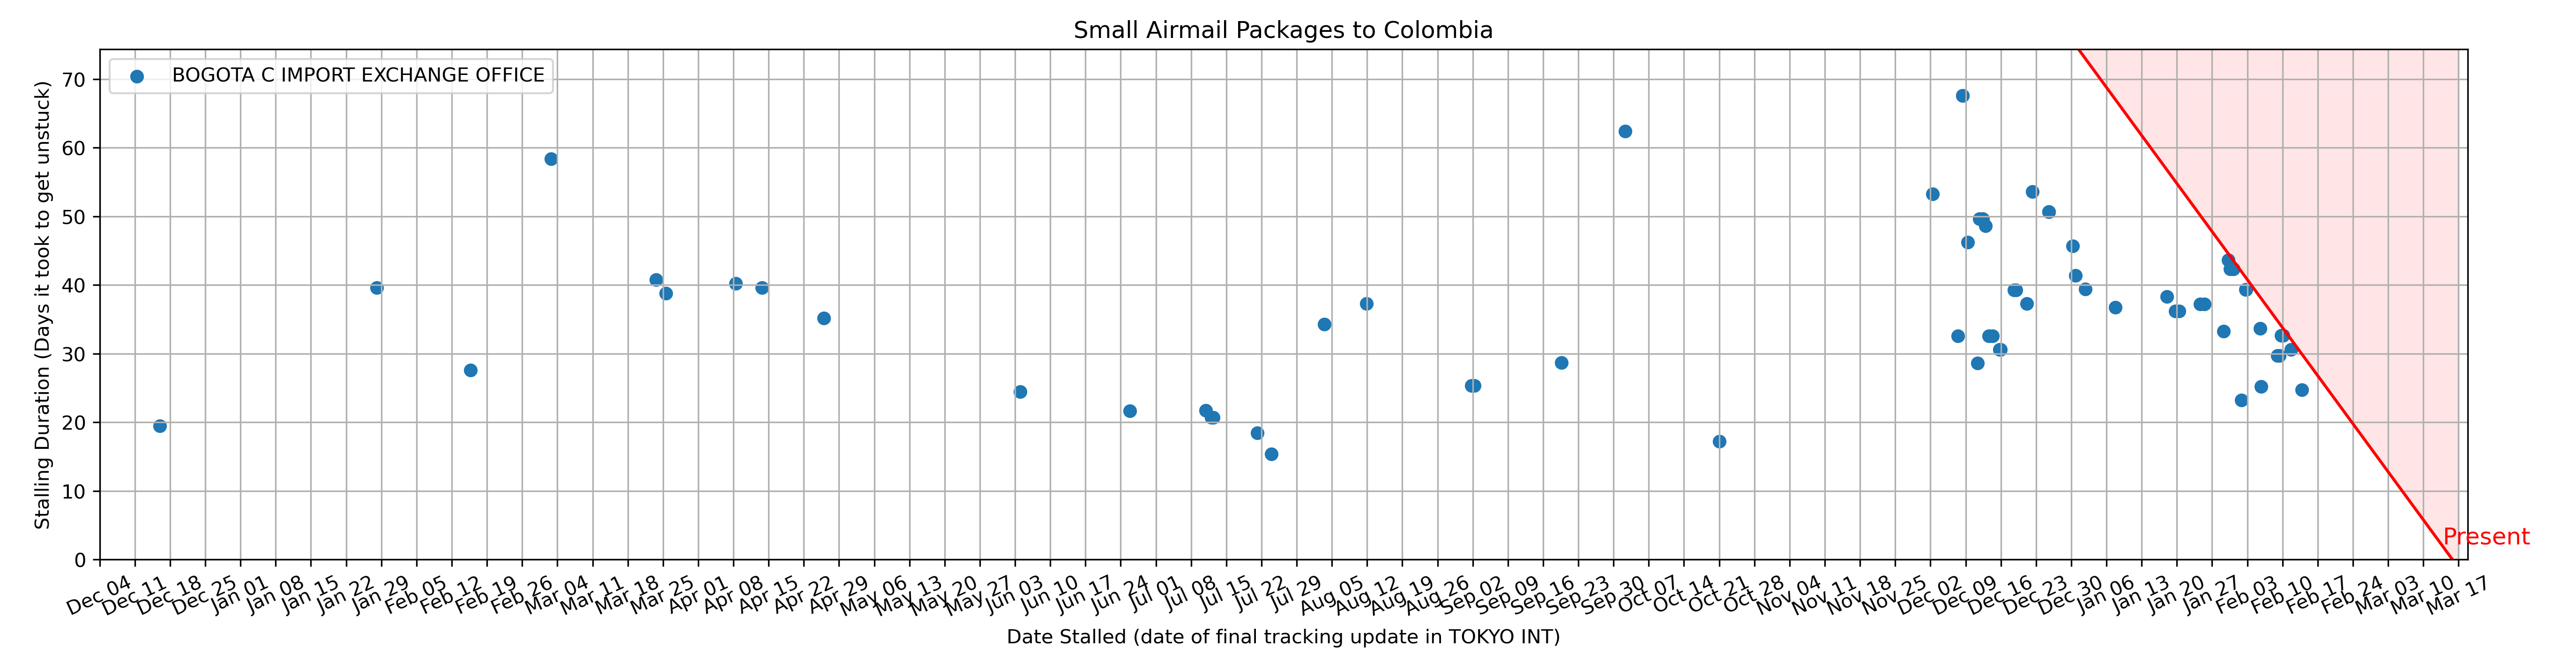 Small Airmail Packages to Colombia
BOGOTA C IMPORT EXCHANGE OFFICE
Stalling Duration (Days it took to get unstuck)
70
60
50
40
30
20
10
0
Present
Dec 04
Dec 11
Dec 18
Dec 25
Jan 01
Jan 08
Jan 15
Jan 22
Jan 29
Feb 05
Feb 12
Feb 19
Feb 26
Mar 04
Mar 11
Mar 18
Mar 25
Apr 01
Apr 08
Apr 15
Apr 22
Apr 29
May 06
May 13
May 20
May 27
Jun 03
Jun 10
Jun 17
Jun 24
Jul 01
Jul 08
Jul 15
Jul 22
Jul 29
Aug 05
Aug 12
Aug 19
Aug 26
Sep 02
Sep 09
Sep 16
Sep 23
Sep 30
Oct 07
Oct 14
Oct 21
Oct 28
Nov 04
Nov 11
Nov 18
Nov 25
Dec 02
Dec 09
Dec 16
Dec 23
Dec 30
Jan 06
Jan 13
Jan 20
Jan 27
Feb 03
Feb 10
Feb 17
Feb 24
Mar 03
Mar 10
Mar 17
Date Stalled (date of final tracking update in TOKYO INT)